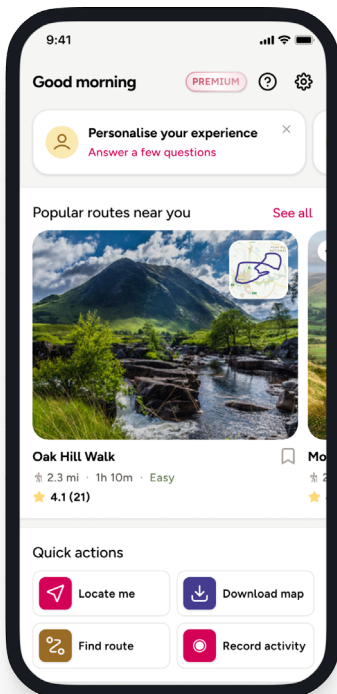 9:41
Good morning
PREMIUM
Personalise your experience
Answer a few questions
Popular routes near you
See all
Oak Hill Walk
Mo
2.3 mi · 1h 10m · Easy
2
4.1 (21)
Quick actions
Locate me
Download map
Find route
Record activity